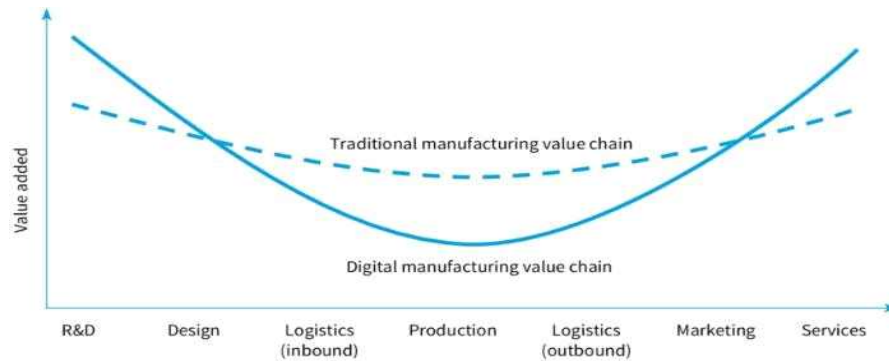 Value added
Traditional manufacturing value chain
Digital manufacturing value chain
R&D
Design
Logistics
(inbound)
Production
Logistics
(outbound)
Marketing
Services